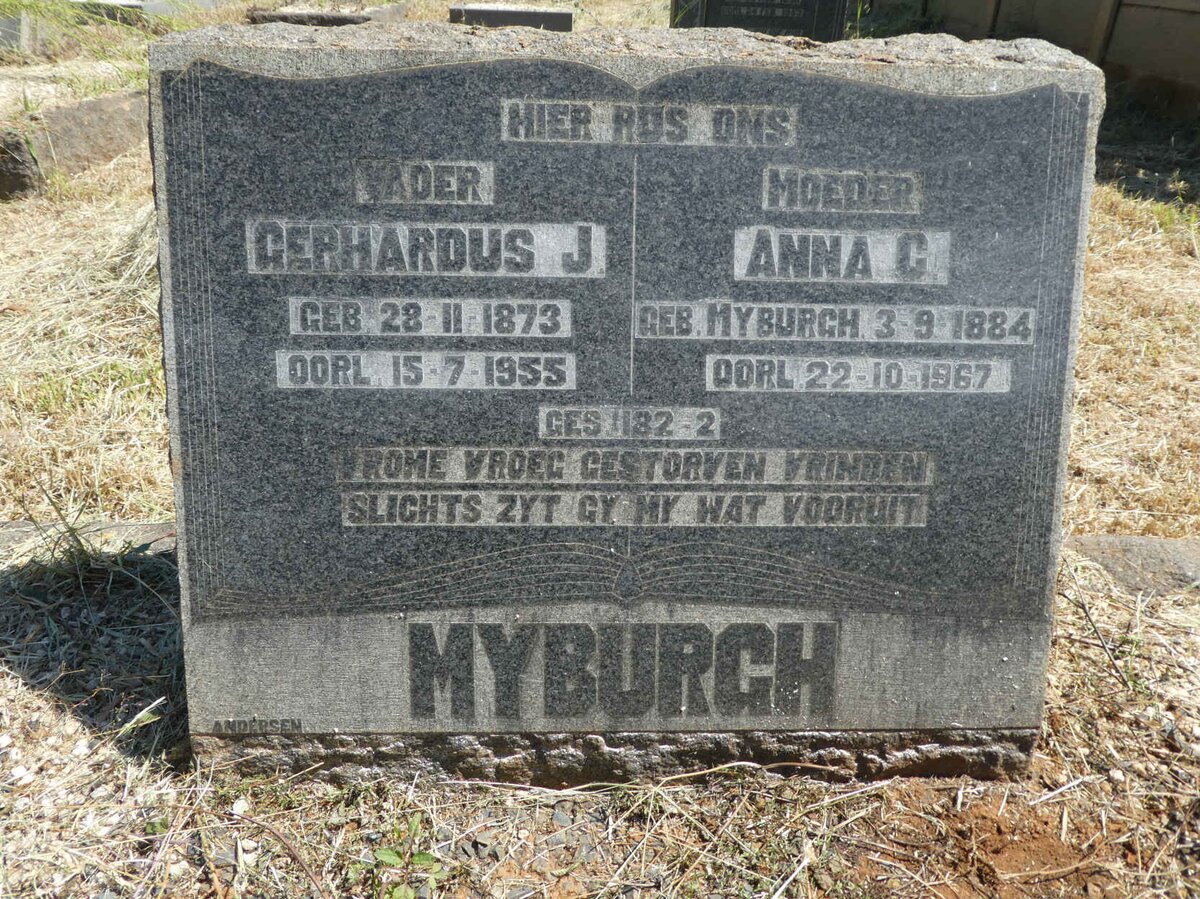 HIER RUS ONS
VADER
GERHARDUS J
GEB. 28-11-1873
OORL. 15-7-1955
MOEDER
ANNA C.
GEB. MYBURGH 3-9-1884
OORL. 22-10-1967
GES. 182-2
VROME VROEG GESTORVEN VRINDEN
SLICHTS ZYT GY MY WAT VOORUIT
MYBURGH
ANDERSEN